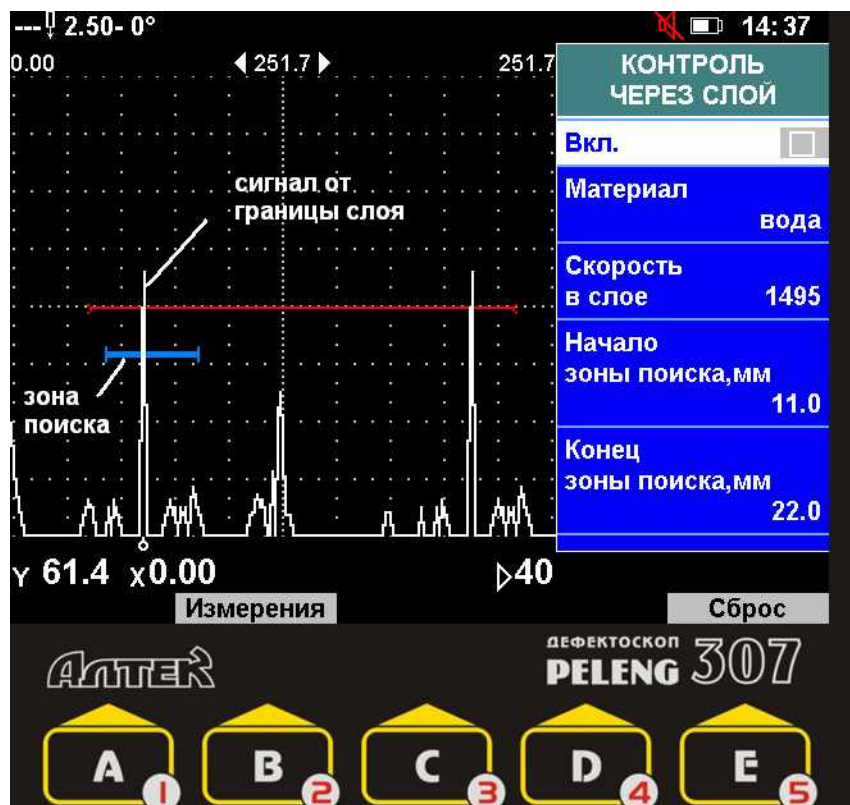 --- 2.50- 0° 14:37
0.00 ◀ 251.7 ▶ 251.7
КОНТРОЛЬ
ЧЕРЕЗ СЛОЙ
Вкл.
Материал
вода
Скорость
в слое 1495
Начало
зоны поиска,мм
11.0
Конец
зоны поиска,мм
22.0
сигнал от
границы слоя
зона
поиска
Y 61.4 X0.00 ▷40
Измерения Сброс
АЛТЕК
ДЕФЕКТОСКОП
PELENG 307
A 1 B 2 C 3 D 4 E 5